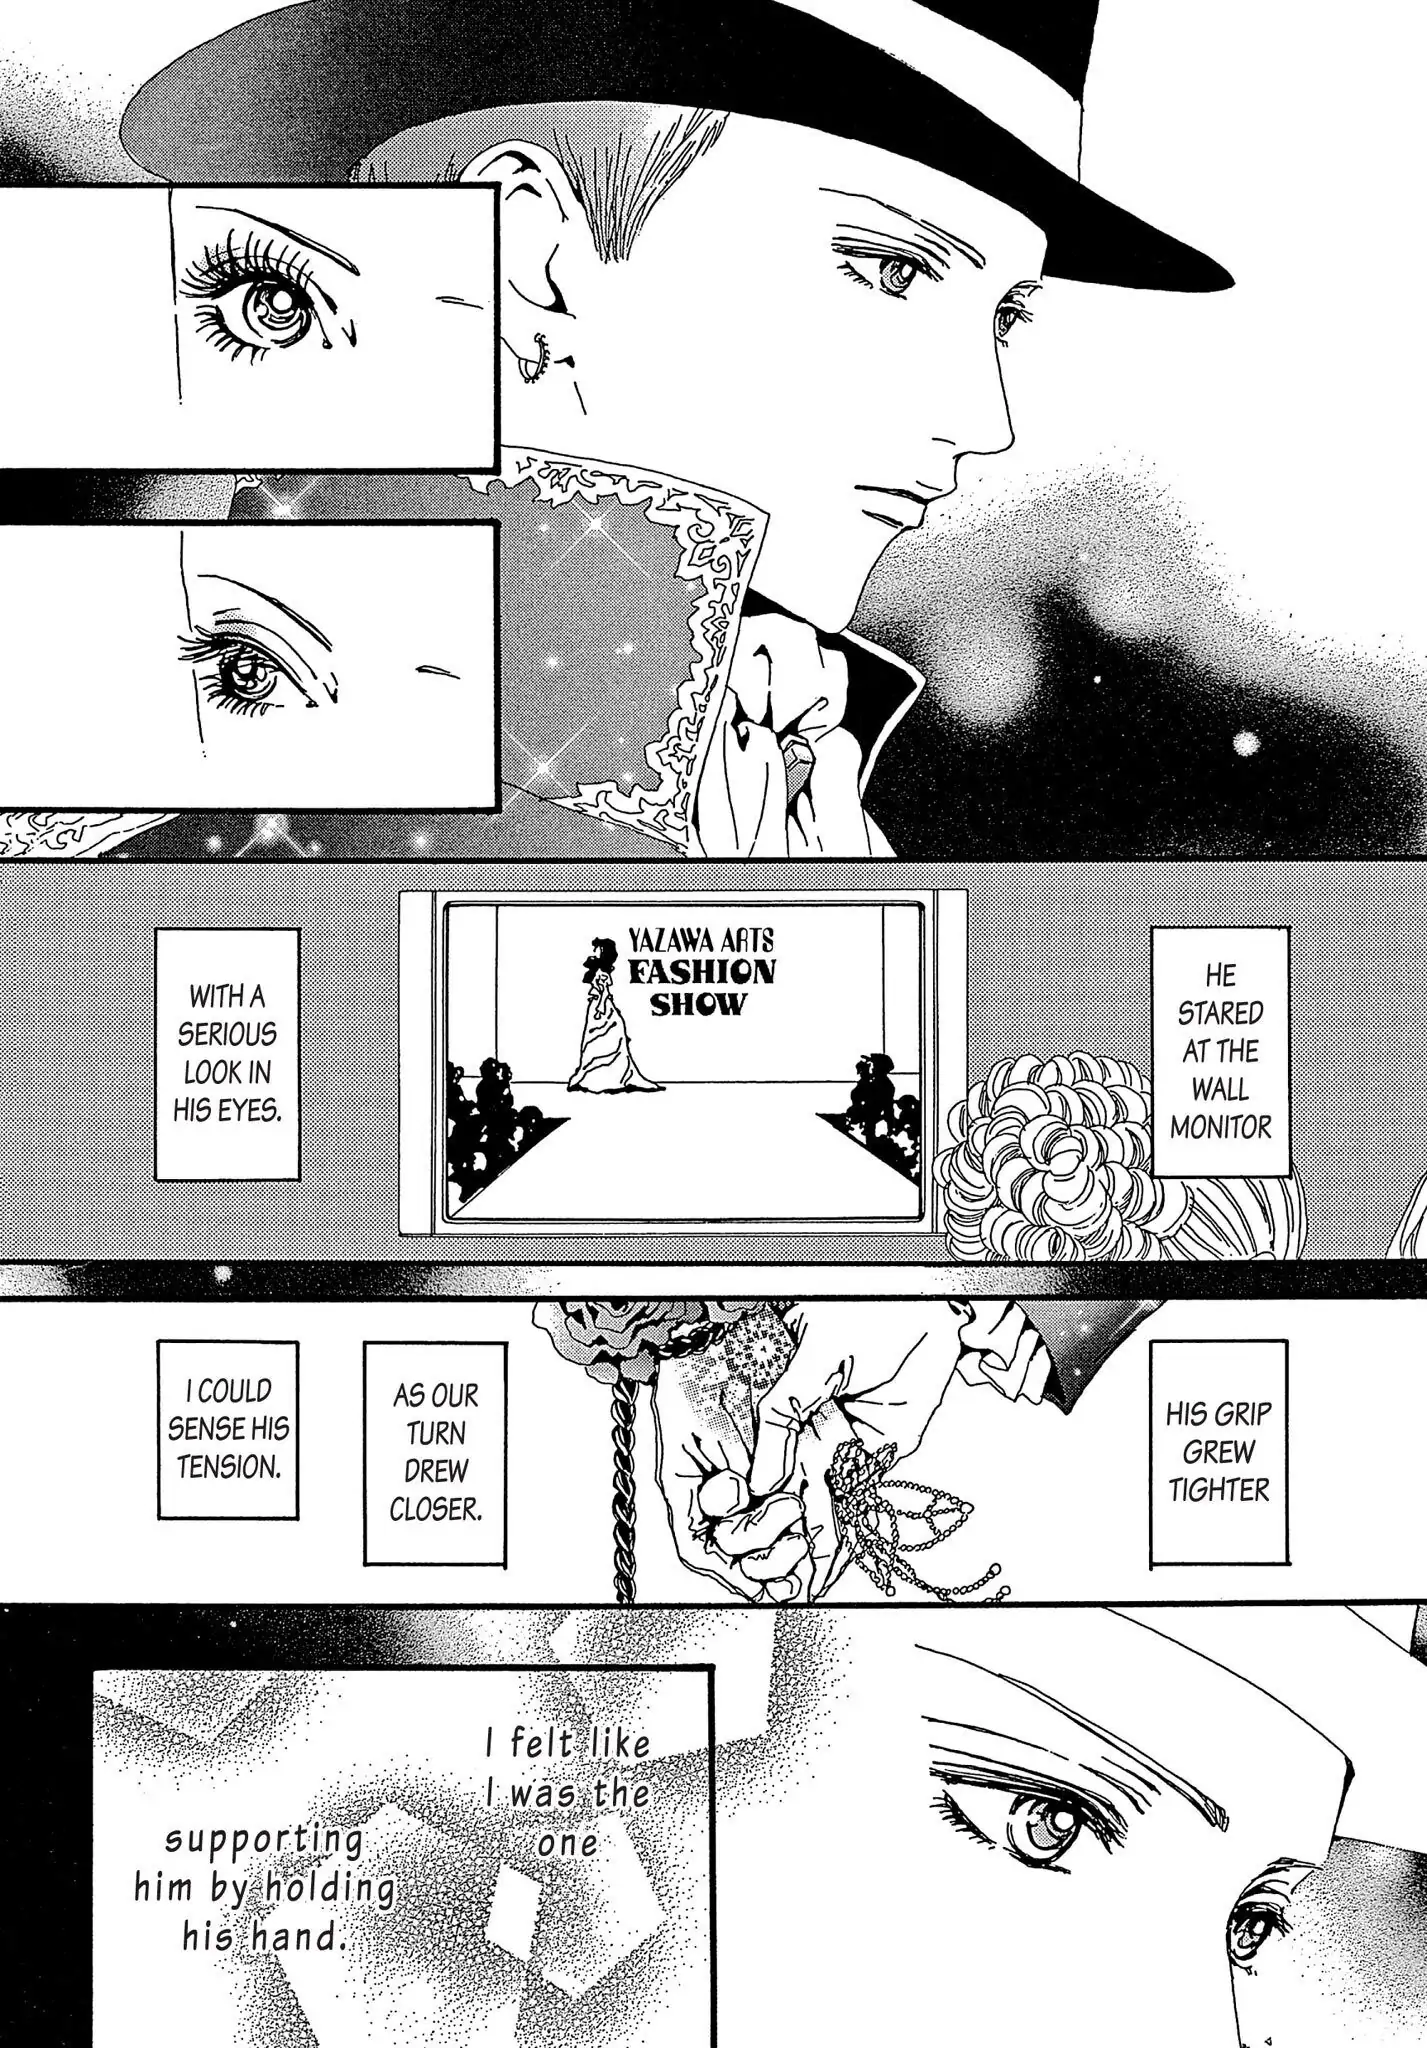 YAZAWA ARTS
FASHION
SHOW
HE
STARED
AT THE
WALL
MONITOR
WITH A
SERIOUS
LOOK IN
HIS EYES.
HIS GRIP
GREW
TIGHTER
AS OUR
TURN
DREW
CLOSER.
I COULD
SENSE HIS
TENSION.
I felt like
I was the
one
supporting
him by holding
his hand.